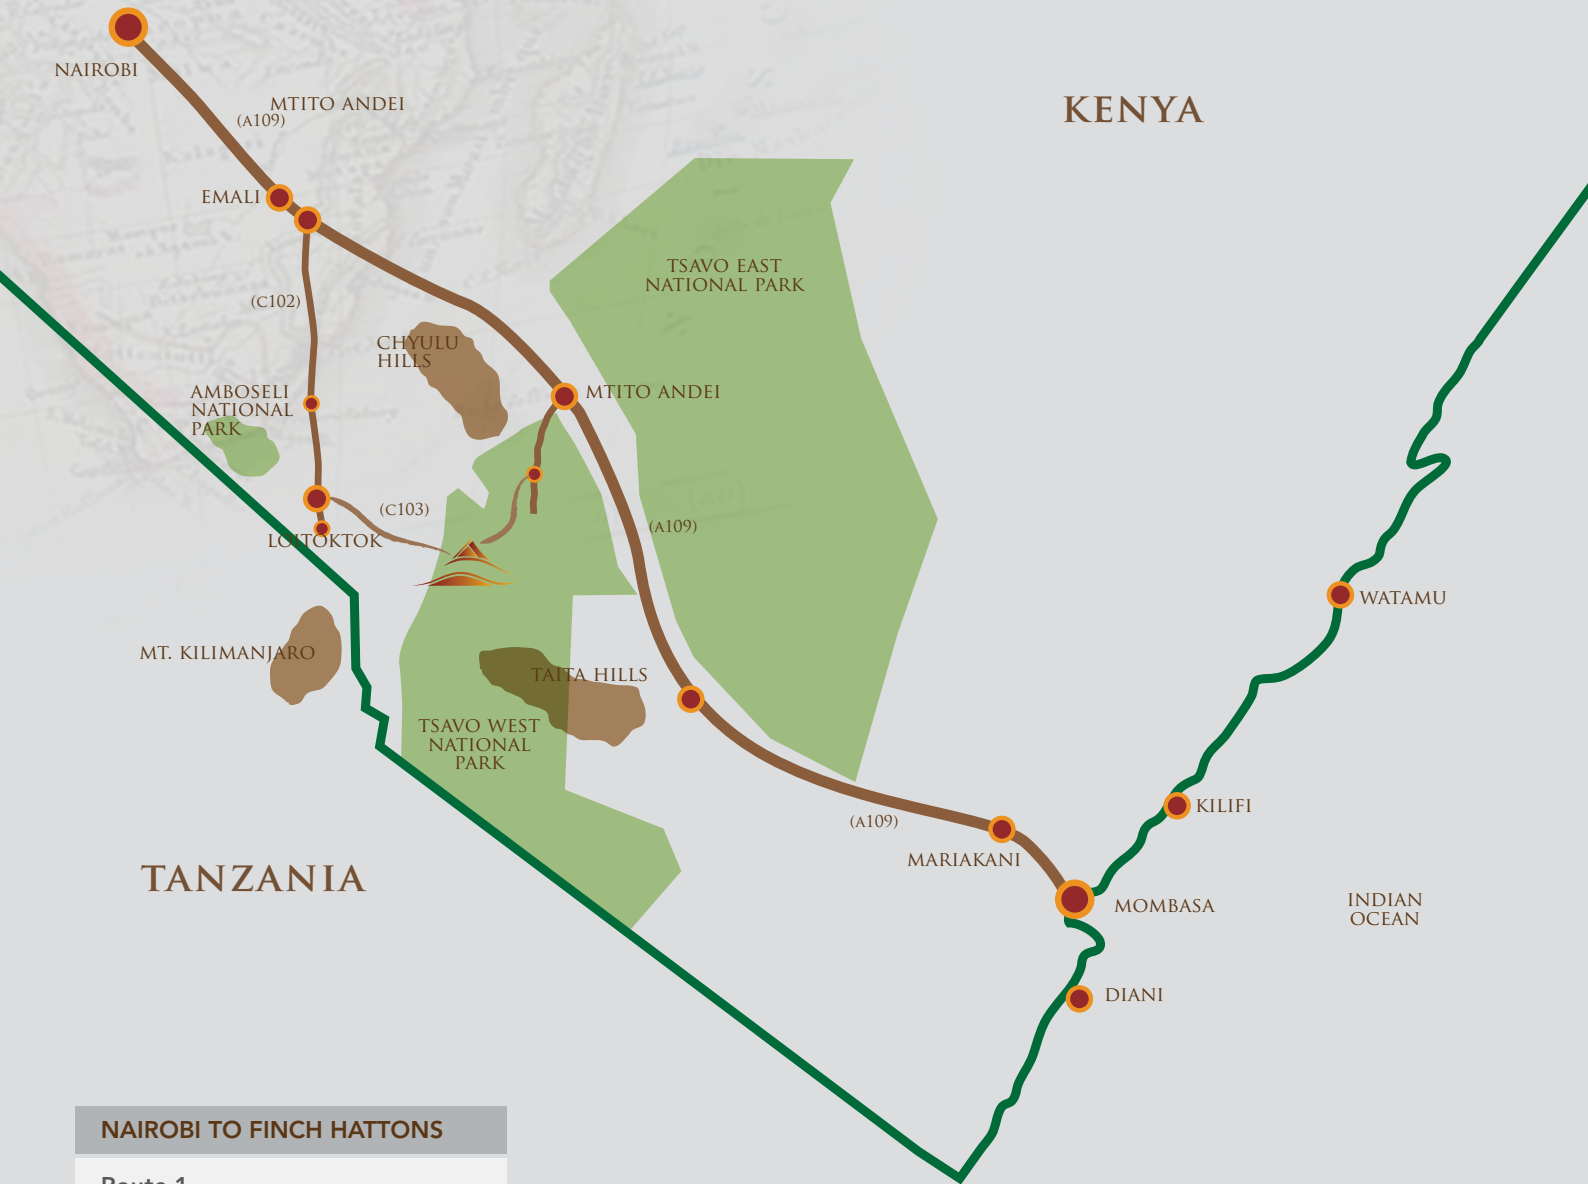 NAIROBI
MTITO ANDEI
(A109)
KENYA
EMALI
TSAVO EAST
NATIONAL PARK
(C102)
CHYULU
HILLS
AMBOSELI
NATIONAL
PARK
MTITO ANDEI
(C103)
(A109)
LOITOKTOK
WATAMU
MT. KILIMANJARO
TAITA HILLS
TSAVO WEST
NATIONAL
PARK
KILIFI
(A109)
MARIAKANI
TANZANIA
MOMBASA
INDIAN
OCEAN
DIANI
NAIROBI TO FINCH HATTONS
Route 1